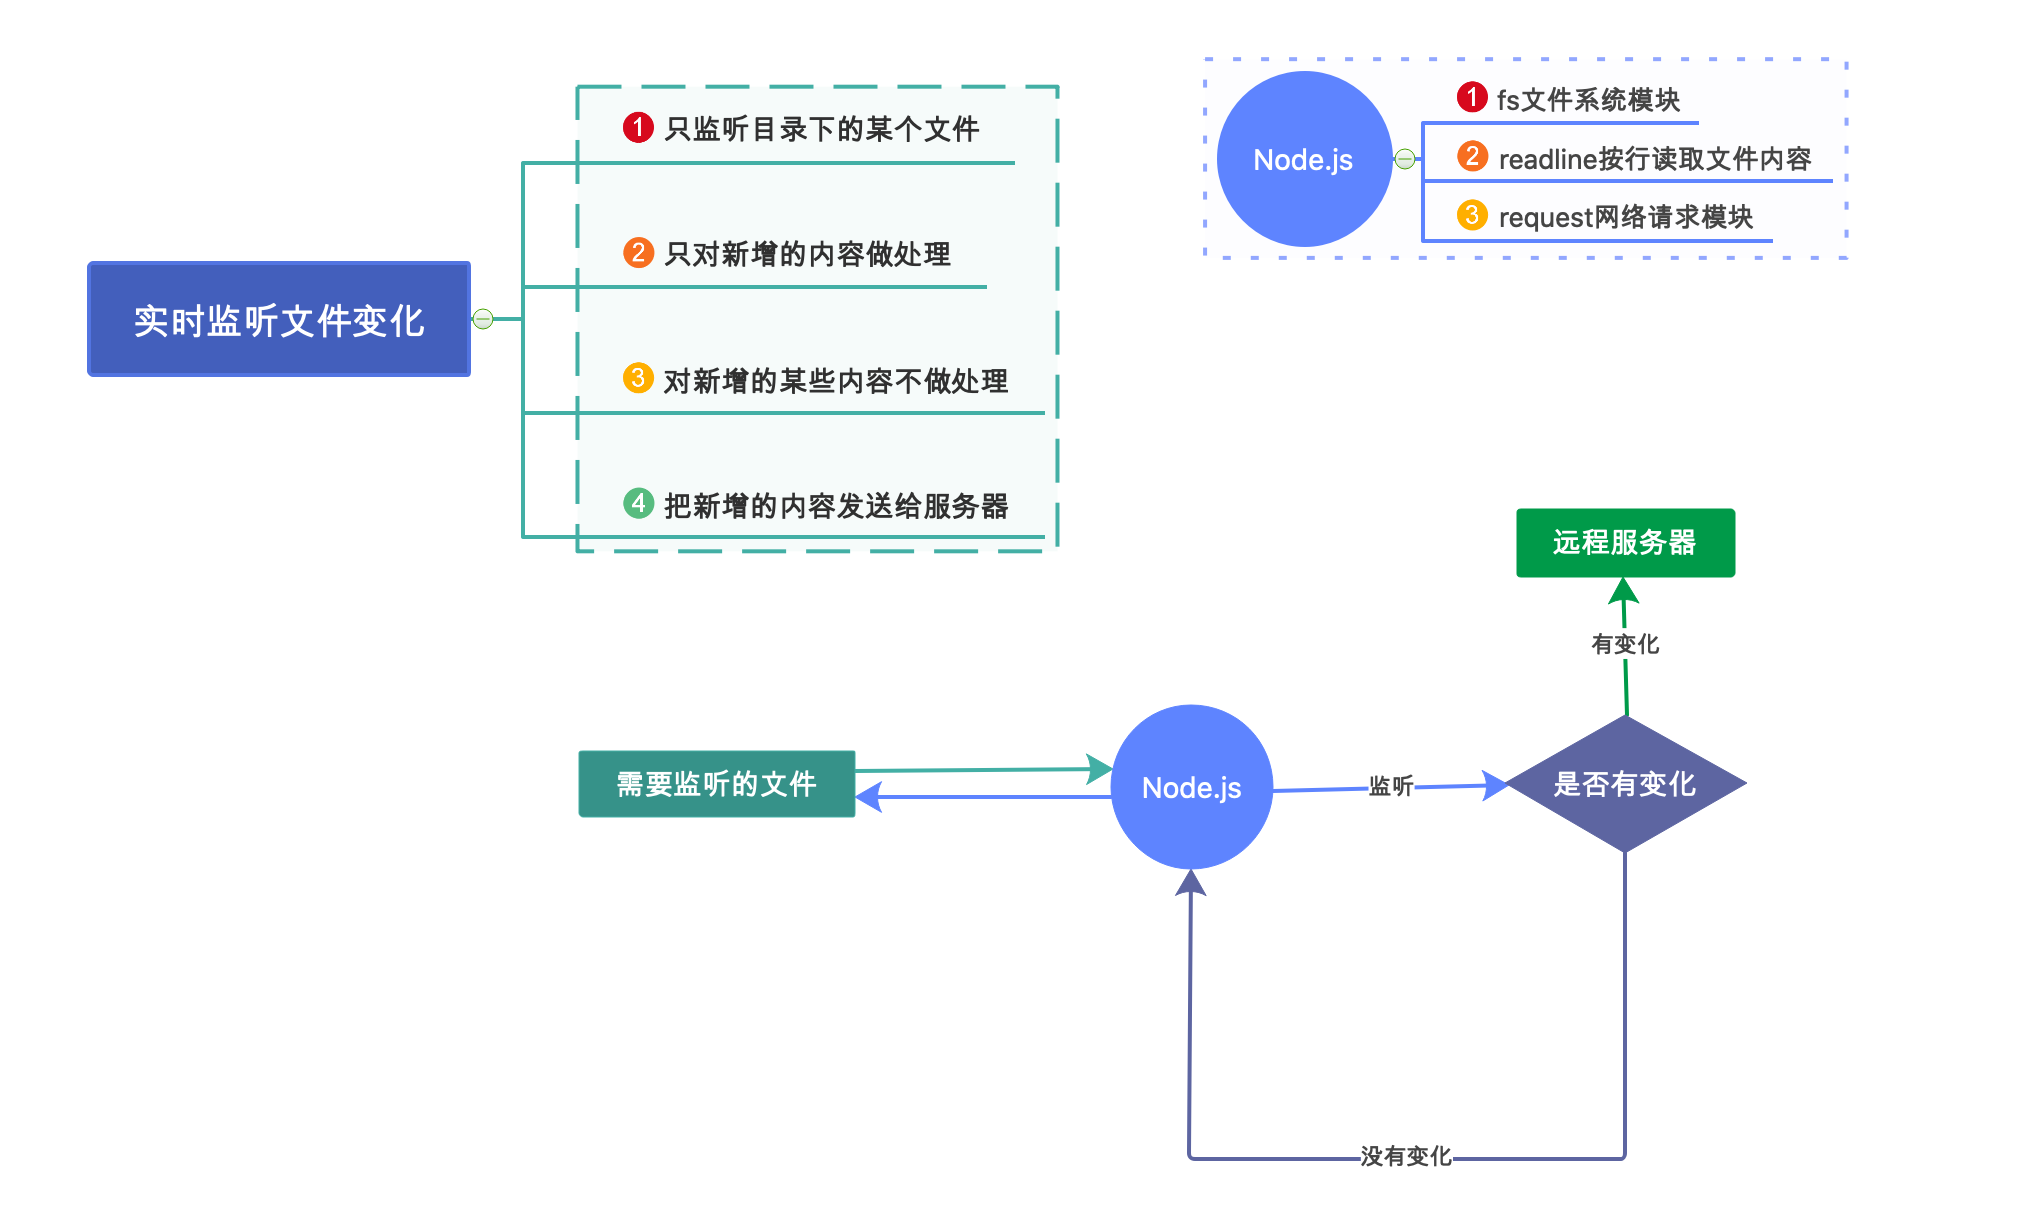 实时监听文件变化
1 只监听目录下的某个文件
2 只对新增的内容做处理
3 对新增的某些内容不做处理
4 把新增的内容发送给服务器
Node.js
1 fs文件系统模块
2 readline按行读取文件内容
3 request网络请求模块
远程服务器
有变化
需要监听的文件
Node.js
监听
是否有变化
没有变化